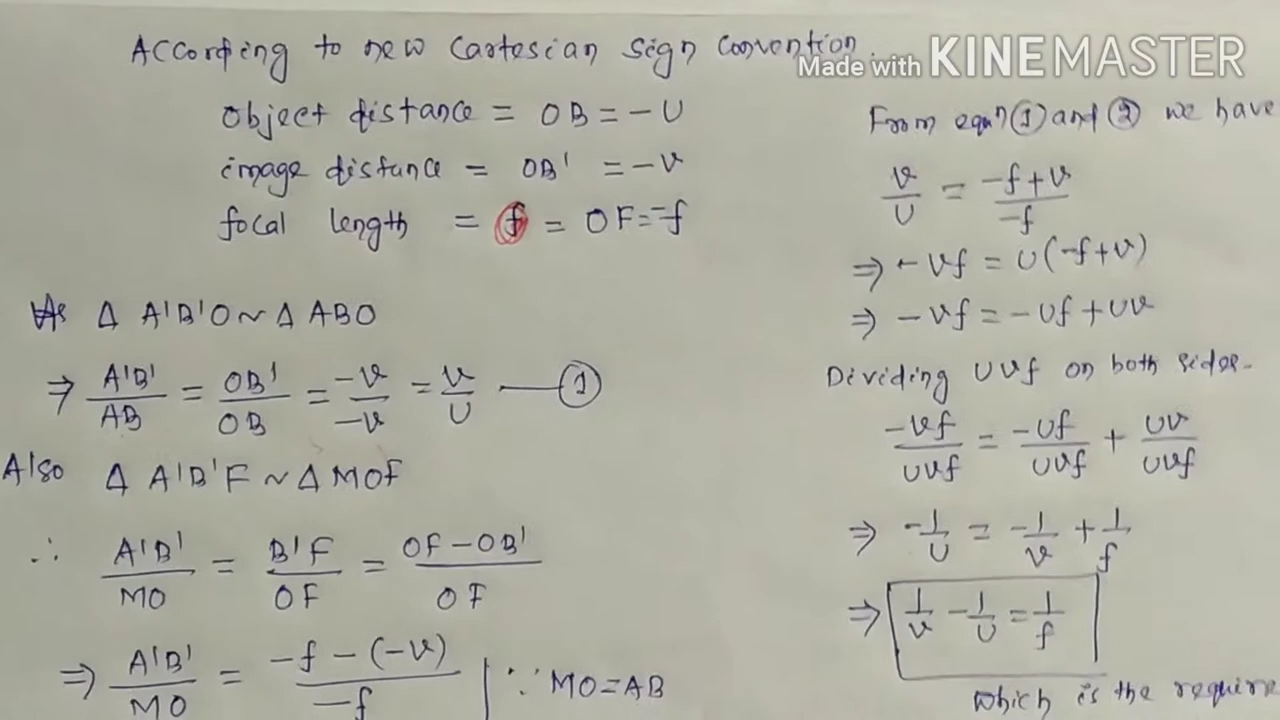 According to new Cartesian Sign Convention.
Made with KINEMASTER
Object distance = OB = -U
image distance = OB' = -v
focal length = f = OF = -f
As Δ A'B'O ~ Δ ABO
⇒ A'B'/AB = OB'/OB = -v/-v = v/U — ①
Also Δ A'B'F ~ Δ MOF
∴ A'B'/MO = B'F/OF = OF-OB'/OF
⇒ A'B'/MO = -f-(-v)/-f | ∵ MO=AB
From equn ① and ② we have
v/U = -f+v/-f
⇒ -vf = U(-f+v)
⇒ -vf = -Uf+Uv
Dividing Uvf on both sides.
-vf/Uvf = -Uf/Uvf + Uv/Uvf
⇒ -1/U = -1/v + 1/f
⇒ 1/v - 1/U = 1/f
which is the require